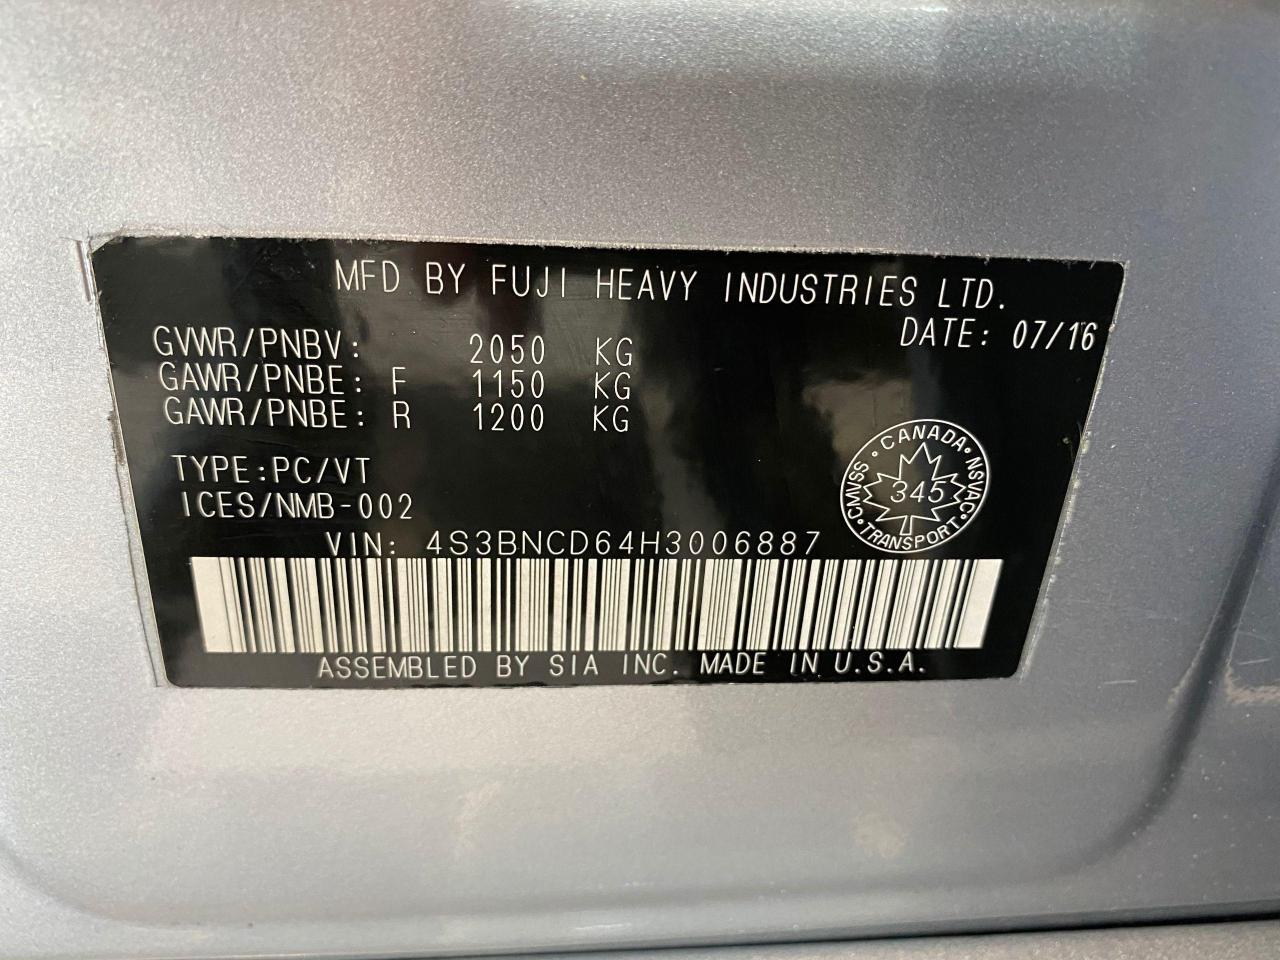 MFD BY FUJI HEAVY INDUSTRIES LTD.
DATE: 07/16
GVWR/PNBV: 2050 KG
GAWR/PNBE: F 1150 KG
GAWR/PNBE: R 1200 KG
TYPE:PC/VT
ICES/NMB-002
CANADA
CMVSS 345 NSVAC
TRANSPORT
VIN: 4S3BNCD64H3006887
ASSEMBLED BY SIA INC. MADE IN U.S.A.